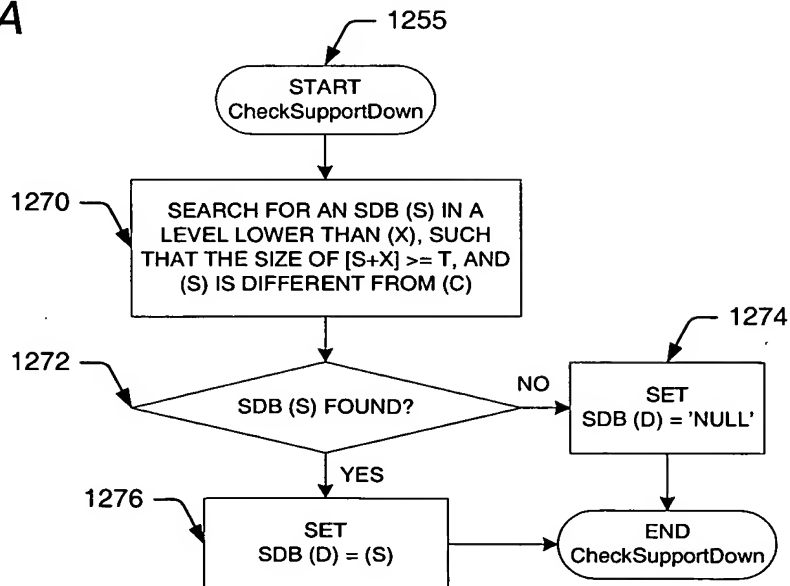 A
1255
START
CheckSupportDown
1270
SEARCH FOR AN SDB (S) IN A
LEVEL LOWER THAN (X), SUCH
THAT THE SIZE OF [S+X] >= T, AND
(S) IS DIFFERENT FROM (C)
1274
1272
SDB (S) FOUND?
NO
SET
SDB (D) = 'NULL'
YES
1276
SET
SDB (D) = (S)
END
CheckSupportDown